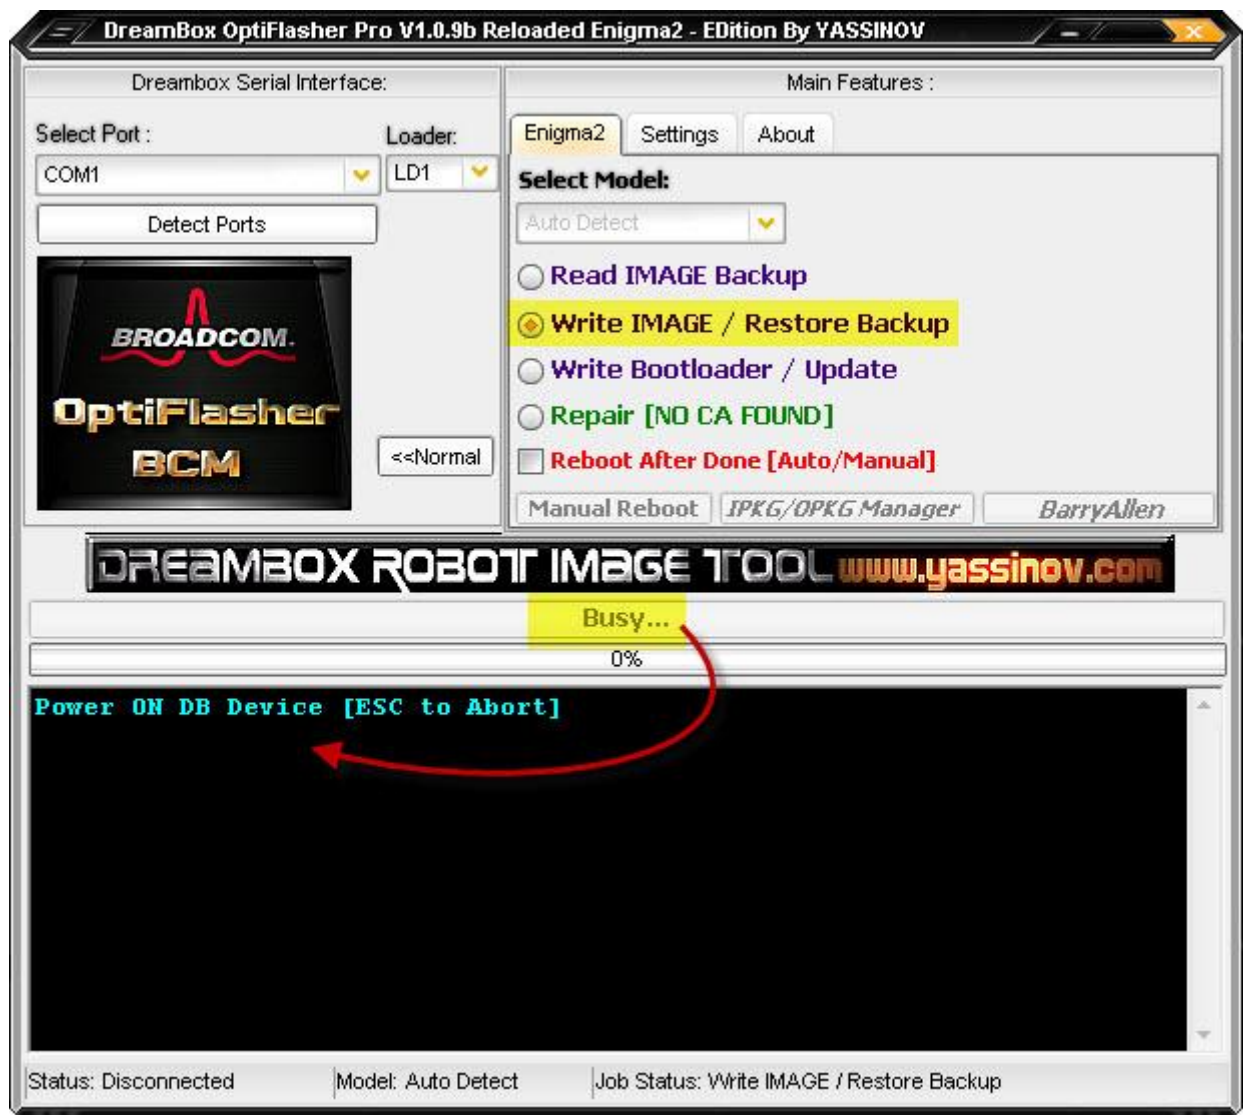 DreamBox OptiFlasher Pro V1.0.9b Reloaded Enigma2 - EDition By YASSINOV
Dreambox Serial Interface:
Select Port :
Loader:
COM1
LD1
Detect Ports
BROADCOM.
OptiFlasher
BCM
<<Normal
Main Features :
Enigma2
Settings
About
Select Model:
Auto Detect
Read IMAGE Backup
Write IMAGE / Restore Backup
Write Bootloader / Update
Repair [NO CA FOUND]
Reboot After Done [Auto/Manual]
Manual Reboot
IPKG/OPKG Manager
BarryAllen
DREAMBOX ROBOT IMAGE TOOL www.yassinov.com
Busy...
0%
Power ON DB Device [ESC to Abort]
Status: Disconnected
Model: Auto Detect
Job Status: Write IMAGE / Restore Backup